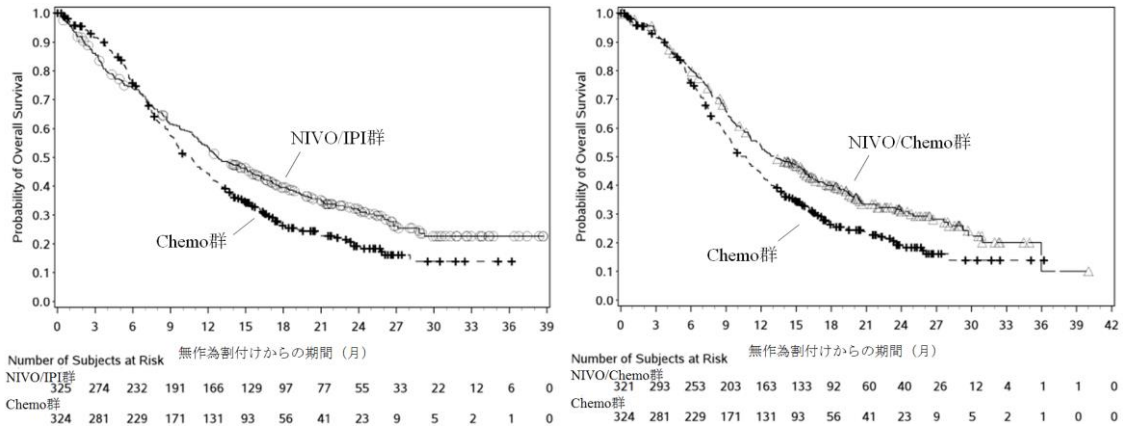 Probability of Overall Survival
1.0
0.9
0.8
0.7
0.6
0.5
0.4
0.3
0.2
0.1
0.0
NIVO/IPI群
Chemo群
0 3 6 9 12 15 18 21 24 27 30 33 36 39
無作為割付けからの期間（月）
Number of Subjects at Risk
NIVO/IPI群
325 274 232 191 166 129 97 77 55 33 22 12 6 0
Chemo群
324 281 229 171 131 93 56 41 23 9 5 2 1 0
Probability of Overall Survival
1.0
0.9
0.8
0.7
0.6
0.5
0.4
0.3
0.2
0.1
0.0
NIVO/Chemo群
Chemo群
0 3 6 9 12 15 18 21 24 27 30 33 36 39 42
無作為割付けからの期間（月）
Number of Subjects at Risk
NIVO/Chemo群
321 293 253 203 163 133 92 60 40 26 12 4 1 1 0
Chemo群
324 281 229 171 131 93 56 41 23 9 5 2 1 0 0